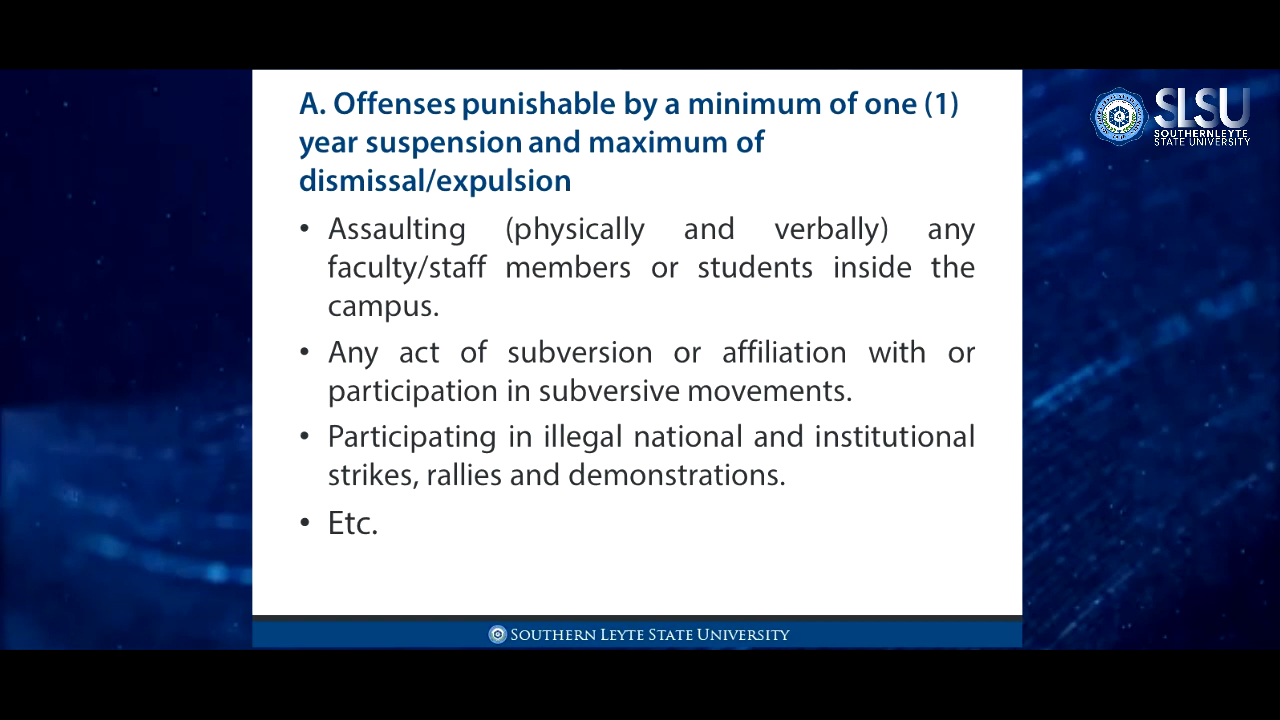 A. Offenses punishable by a minimum of one (1)
year suspension and maximum of
dismissal/expulsion
• Assaulting (physically and verbally) any
faculty/staff members or students inside the
campus.
• Any act of subversion or affiliation with or
participation in subversive movements.
• Participating in illegal national and institutional
strikes, rallies and demonstrations.
• Etc.
SOUTHERN LEYTE STATE UNIVERSITY
SLSU
SOUTHERN LEYTE
STATE UNIVERSITY